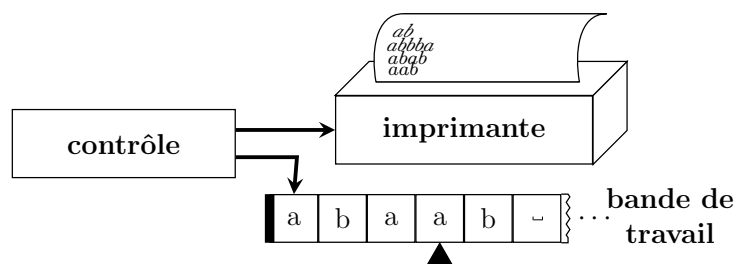 ab
abbba
abab
aab
imprimante
contrôle
a b a a b ␣ ...
bande de
travail